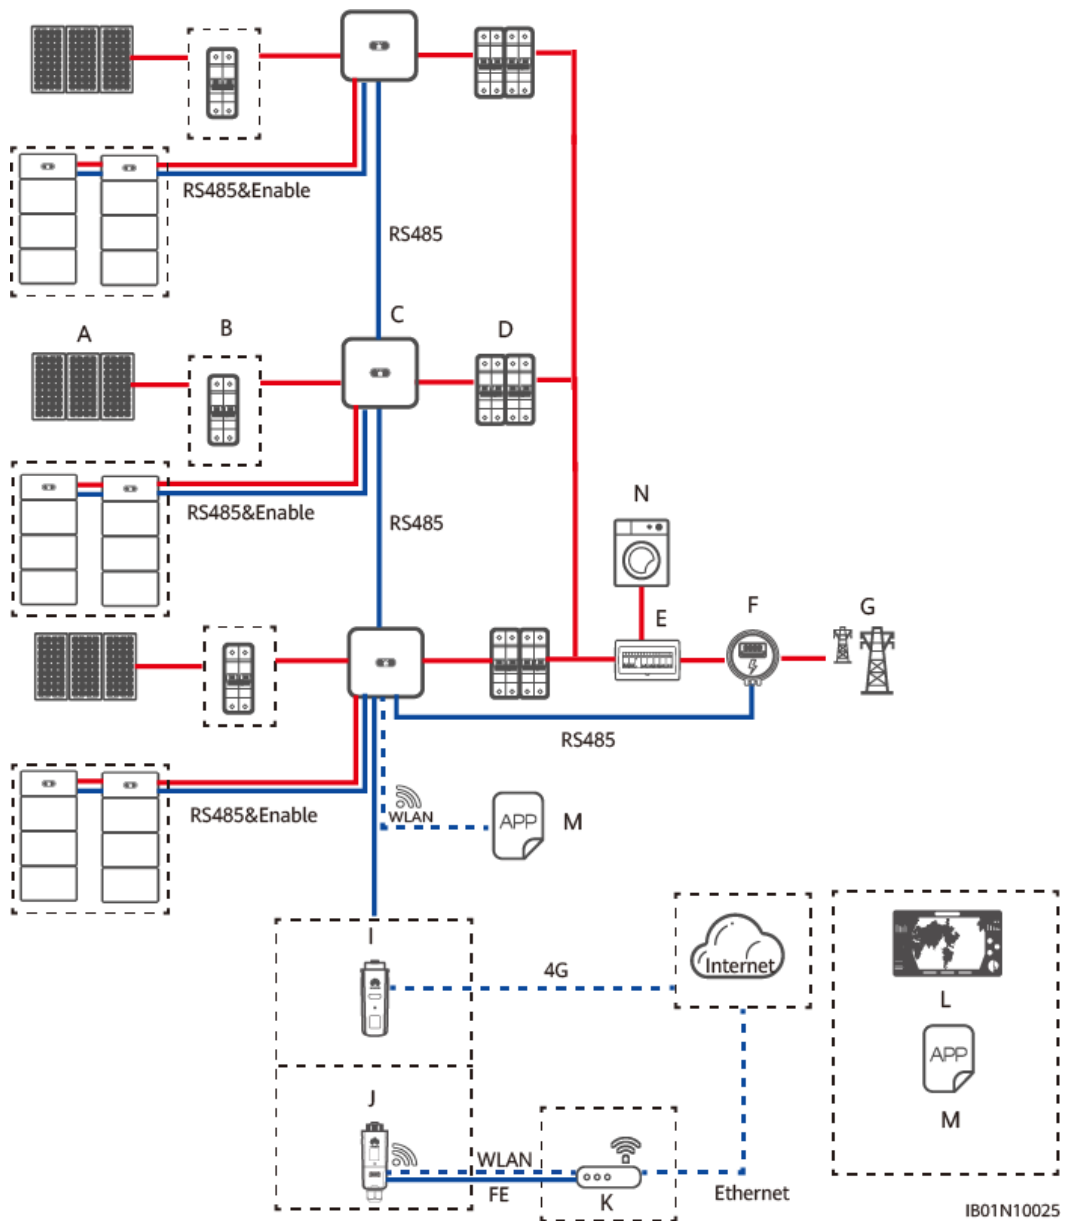 RS485&Enable
RS485
A
B
C
D
RS485&Enable
RS485
N
E
F
G
RS485
RS485&Enable
WLAN
APP
M
I
4G
Internet
L
APP
M
J
WLAN
FE
K
Ethernet
IB01N10025